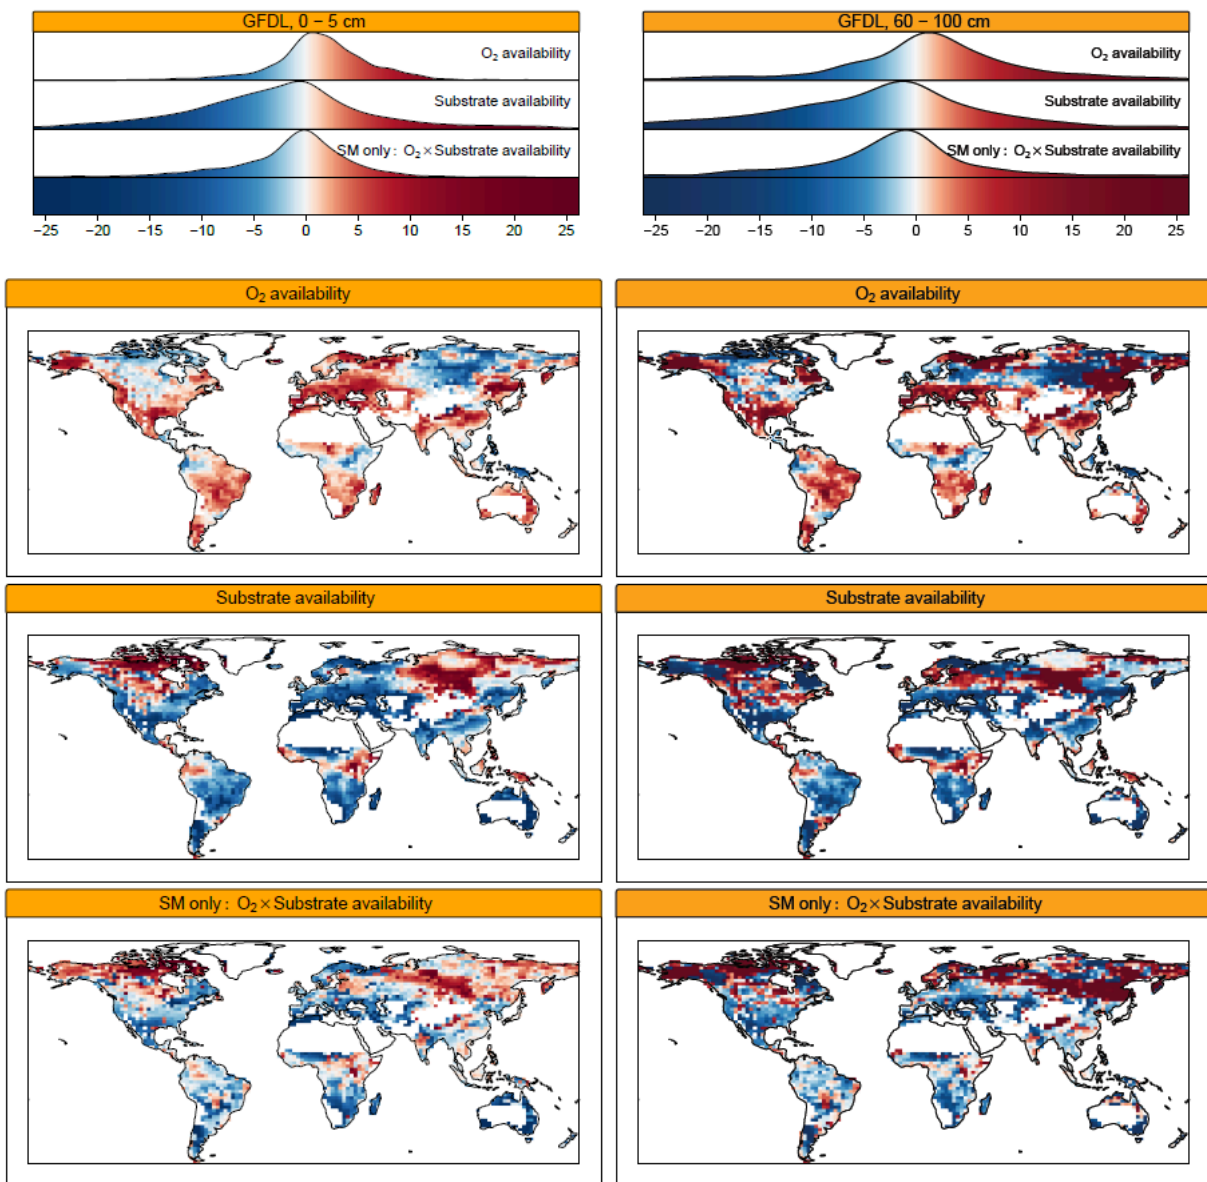 GFDL, 0 – 5 cm
O₂ availability
Substrate availability
SM only : O₂ × Substrate availability
−25 −20 −15 −10 −5 0 5 10 15 20 25
GFDL, 60 – 100 cm
O₂ availability
Substrate availability
SM only : O₂ × Substrate availability
−25 −20 −15 −10 −5 0 5 10 15 20 25
O₂ availability
O₂ availability
Substrate availability
Substrate availability
SM only : O₂ × Substrate availability
SM only : O₂ × Substrate availability